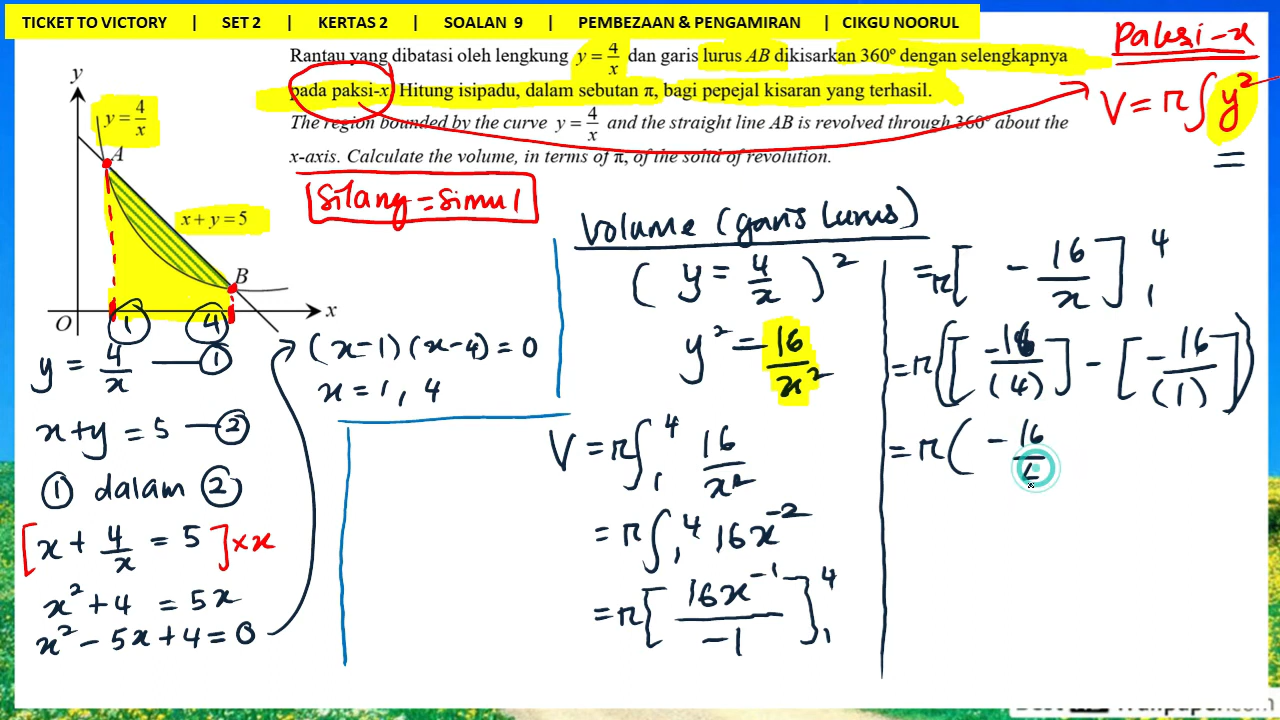 TICKET TO VICTORY | SET 2 | KERTAS 2 | SOALAN 9 | PEMBEZAAN & PENGAMIRAN | CIKGU NOORUL
Rantau yang dibatasi oleh lengkung y = 4/x dan garis lurus AB dikisarkan 360º dengan selengkapnya
pada paksi-x. Hitung isipadu, dalam sebutan π, bagi pepejal kisaran yang terhasil.
The region bounded by the curve y = 4/x and the straight line AB is revolved through 360º about the
x-axis. Calculate the volume, in terms of π, of the solid of revolution.
Paksi-x
V = π ∫ y²
=
Silang = Simul
y
y = 4/x
A
x + y = 5
B
O
1
4
x
y = 4/x — ①
x+y = 5 — ②
① dalam ②
[x + 4/x = 5] × x
x² + 4 = 5x
x² - 5x + 4 = 0
(x-1)(x-4) = 0
x = 1, 4
Volume (garis lurus)
(y = 4/x)²
y² = 16/x²
V = π ∫₁⁴ 16/x²
= π ∫₁⁴ 16x⁻²
= π [16x⁻¹/-1]₁⁴
= π [-16/x]₁⁴
= π ([-16/(4)] - [-16/(1)])
= π (-16/